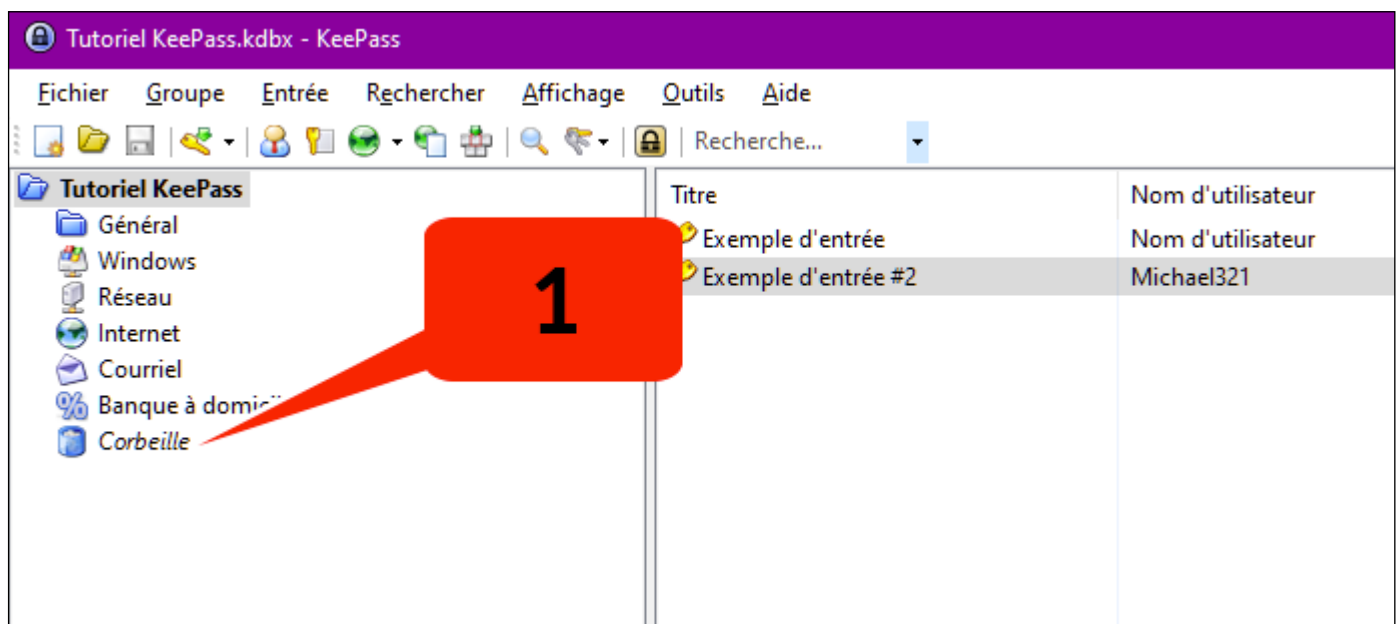 Tutoriel KeePass.kdbx - KeePass
Fichier Groupe Entrée Rechercher Affichage Outils Aide
Recherche...
Tutoriel KeePass
Général
Windows
Réseau
Internet
Courriel
Banque à
Corbeille
1
Titre Nom d'utilisateur
Exemple d'entrée Nom d'utilisateur
Exemple d'entrée #2 Michael321